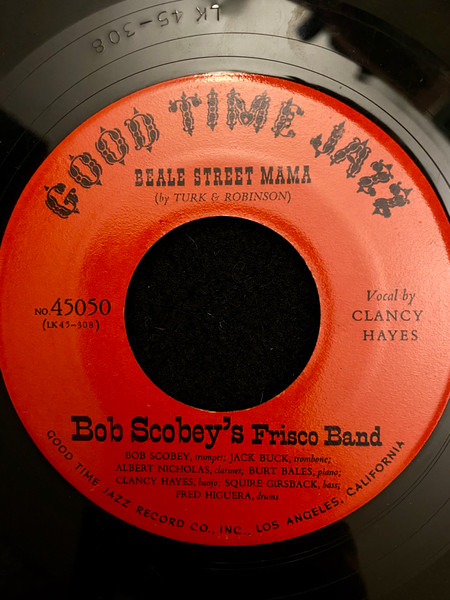 LK 45-308
GOOD TIME JAZZ
BEALE STREET MAMA
(by TURK & ROBINSON)
NO. 45050
(LK45-308)
Vocal by
CLANCY
HAYES
Bob Scobey's Frisco Band
BOB SCOBEY, trumpet; JACK BUCK, trombone;
ALBERT NICHOLAS, clarinet; BURT BALES, piano;
CLANCY HAYES, banjo; SQUIRE GIRSBACK, bass;
FRED HIGUERA, drums
GOOD TIME JAZZ RECORD CO., INC., LOS ANGELES, CALIFORNIA